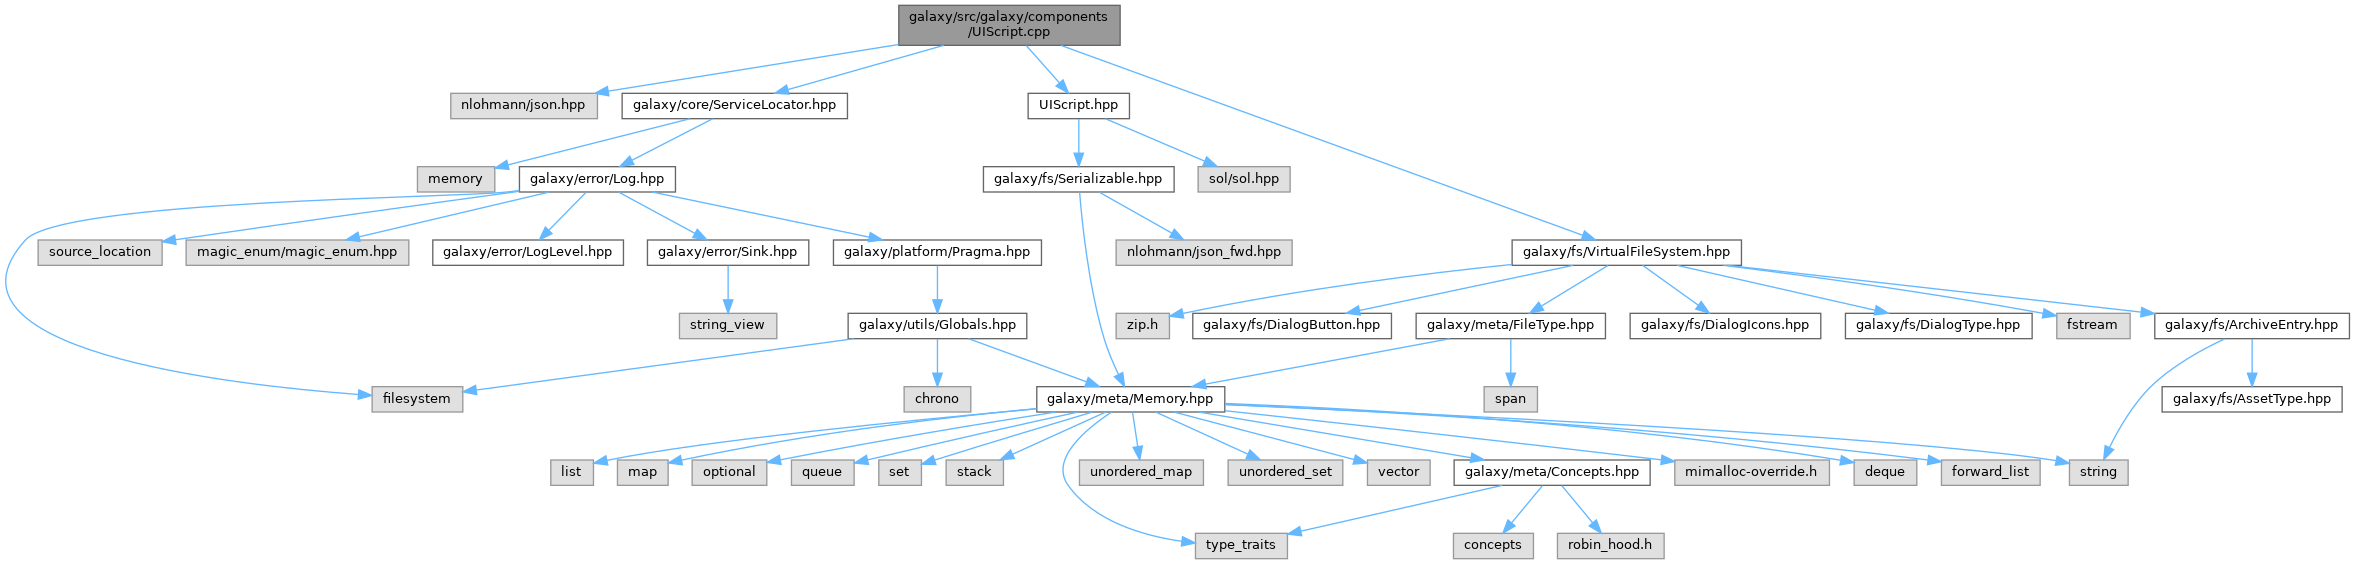 galaxy/src/galaxy/components
/UIScript.cpp
nlohmann/json.hpp
galaxy/core/ServiceLocator.hpp
UIScript.hpp
memory
galaxy/error/Log.hpp
galaxy/fs/Serializable.hpp
sol/sol.hpp
source_location
magic_enum/magic_enum.hpp
galaxy/error/LogLevel.hpp
galaxy/error/Sink.hpp
galaxy/platform/Pragma.hpp
nlohmann/json_fwd.hpp
galaxy/fs/VirtualFileSystem.hpp
string_view
galaxy/utils/Globals.hpp
zip.h
galaxy/fs/DialogButton.hpp
galaxy/meta/FileType.hpp
galaxy/fs/DialogIcons.hpp
galaxy/fs/DialogType.hpp
fstream
galaxy/fs/ArchiveEntry.hpp
filesystem
chrono
galaxy/meta/Memory.hpp
span
galaxy/fs/AssetType.hpp
list
map
optional
queue
set
stack
unordered_map
unordered_set
vector
galaxy/meta/Concepts.hpp
mimalloc-override.h
deque
forward_list
string
type_traits
concepts
robin_hood.h